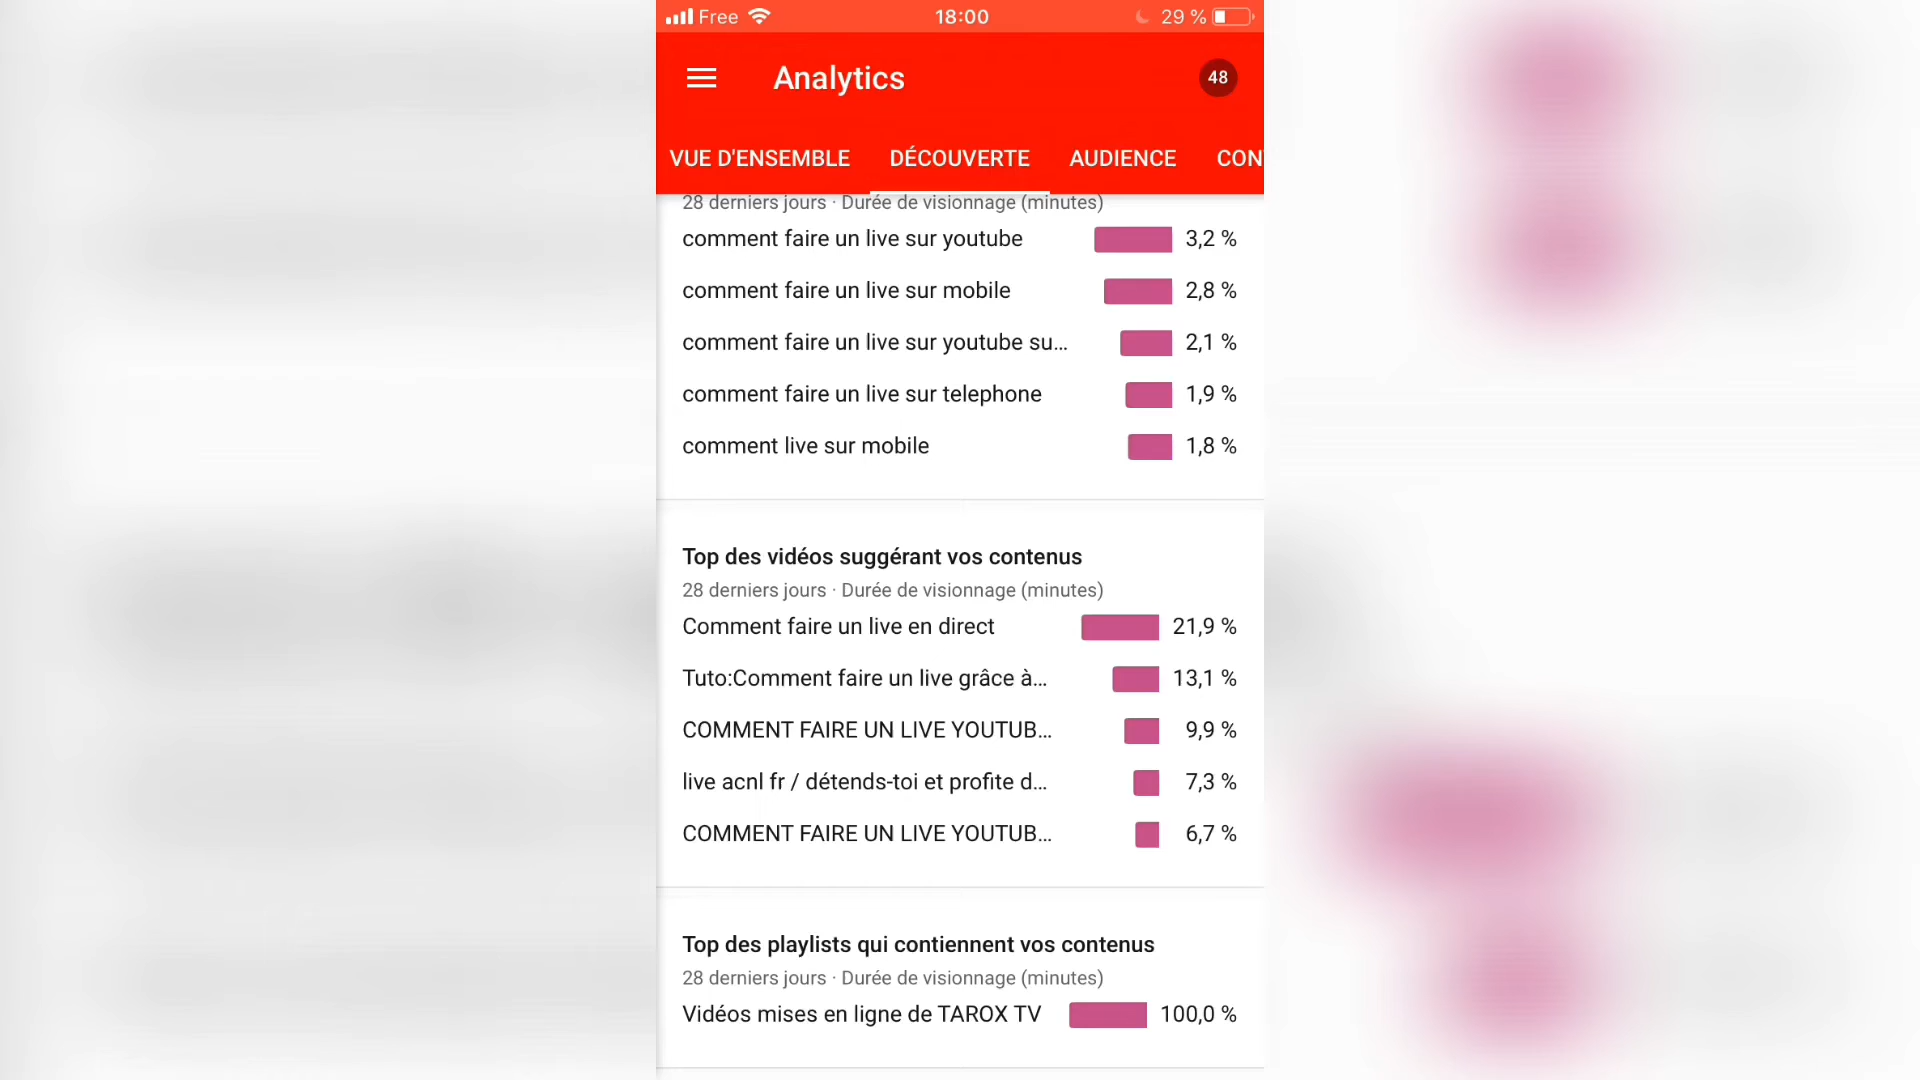 Free 18:00 29 %
Analytics 48
VUE D'ENSEMBLE DÉCOUVERTE AUDIENCE CON
28 derniers jours · Durée de visionnage (minutes)
comment faire un live sur youtube 3,2 %
comment faire un live sur mobile 2,8 %
comment faire un live sur youtube su... 2,1 %
comment faire un live sur telephone 1,9 %
comment live sur mobile 1,8 %
Top des vidéos suggérant vos contenus
28 derniers jours · Durée de visionnage (minutes)
Comment faire un live en direct 21,9 %
Tuto:Comment faire un live grâce à... 13,1 %
COMMENT FAIRE UN LIVE YOUTUB... 9,9 %
live acnl fr / détends-toi et profite d... 7,3 %
COMMENT FAIRE UN LIVE YOUTUB... 6,7 %
Top des playlists qui contiennent vos contenus
28 derniers jours · Durée de visionnage (minutes)
Vidéos mises en ligne de TAROX TV 100,0 %